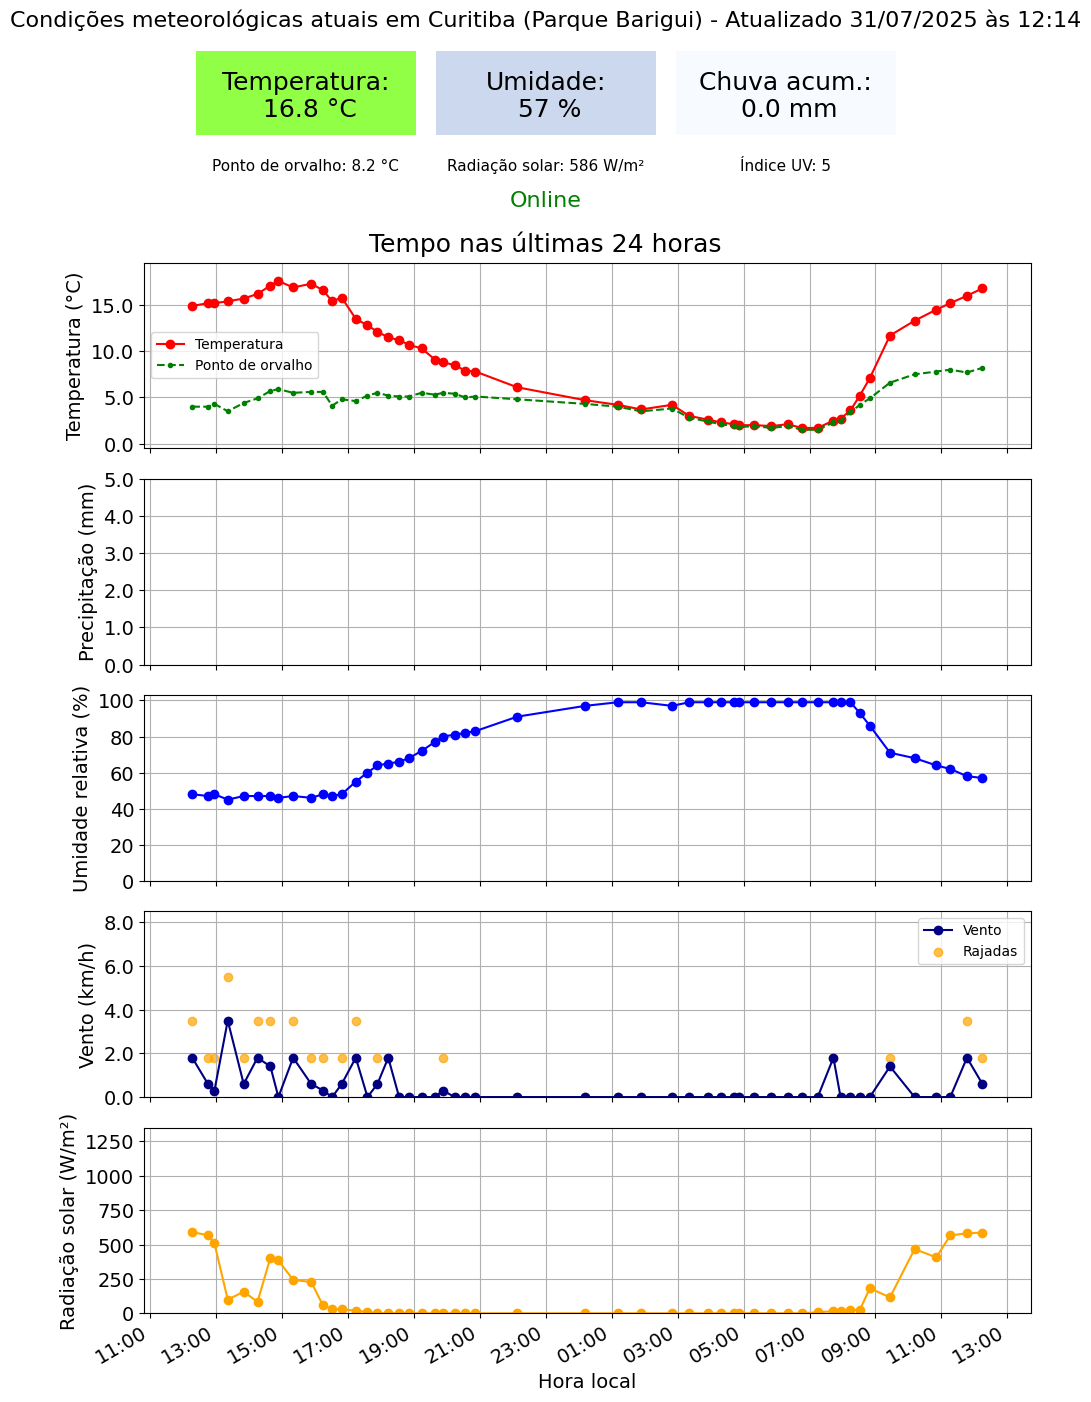 Condições meteorológicas atuais em Curitiba (Parque Barigui) - Atualizado 31/07/2025 às 12:14
Temperatura:
16.8 °C
Umidade:
57 %
Chuva acum.:
0.0 mm
Ponto de orvalho: 8.2 °C
Radiação solar: 586 W/m²
Índice UV: 5
Online
Tempo nas últimas 24 horas
Temperatura (°C)
15.0
10.0
5.0
0.0
Temperatura
Ponto de orvalho
Precipitação (mm)
5.0
4.0
3.0
2.0
1.0
0.0
Umidade relativa (%)
100
80
60
40
20
0
Vento (km/h)
8.0
6.0
4.0
2.0
0.0
Vento
Rajadas
Radiação solar (W/m²)
1250
1000
750
500
250
0
11:00
13:00
15:00
17:00
19:00
21:00
23:00
01:00
03:00
05:00
07:00
09:00
11:00
13:00
Hora local